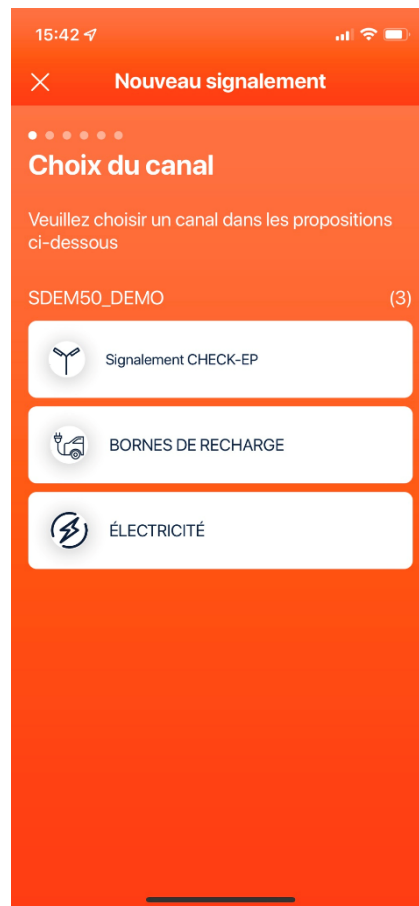 15:42
Nouveau signalement
Choix du canal
Veuillez choisir un canal dans les propositions
ci-dessous
SDEM50_DEMO (3)
Signalement CHECK-EP
BORNES DE RECHARGE
ÉLECTRICITÉ